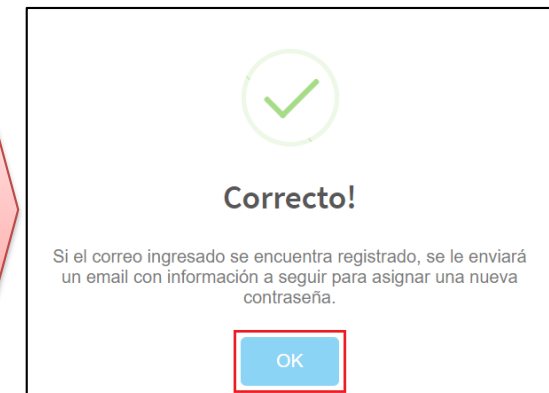 Correcto!
Si el correo ingresado se encuentra registrado, se le enviará
un email con información a seguir para asignar una nueva
contraseña.
OK